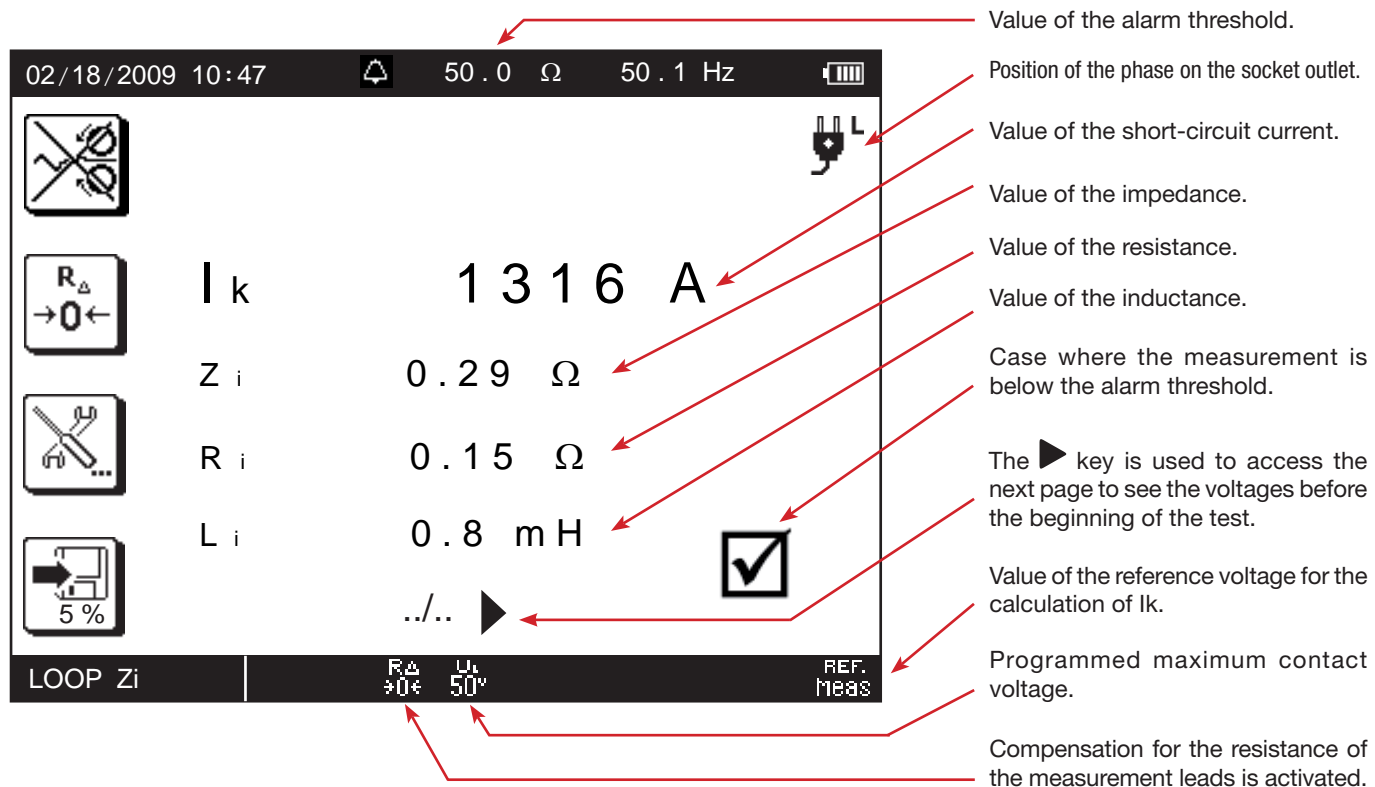 Value of the alarm threshold.
02/18/2009 10:47 50.0 Ω 50.1 Hz
Position of the phase on the socket outlet.
L
Value of the short-circuit current.
Value of the impedance.
Value of the resistance.
Value of the inductance.
RΔ
→0←
Ik 1316 A
Zi 0.29 Ω
Ri 0.15 Ω
...
Li 0.8 mH
5 %
../..
Case where the measurement is
below the alarm threshold.
The ▶ key is used to access the
next page to see the voltages before
the beginning of the test.
Value of the reference voltage for the
calculation of Ik.
LOOP Zi
RΔ
→0←
UL
50V
REF.
Meas
Programmed maximum contact
voltage.
Compensation for the resistance of
the measurement leads is activated.